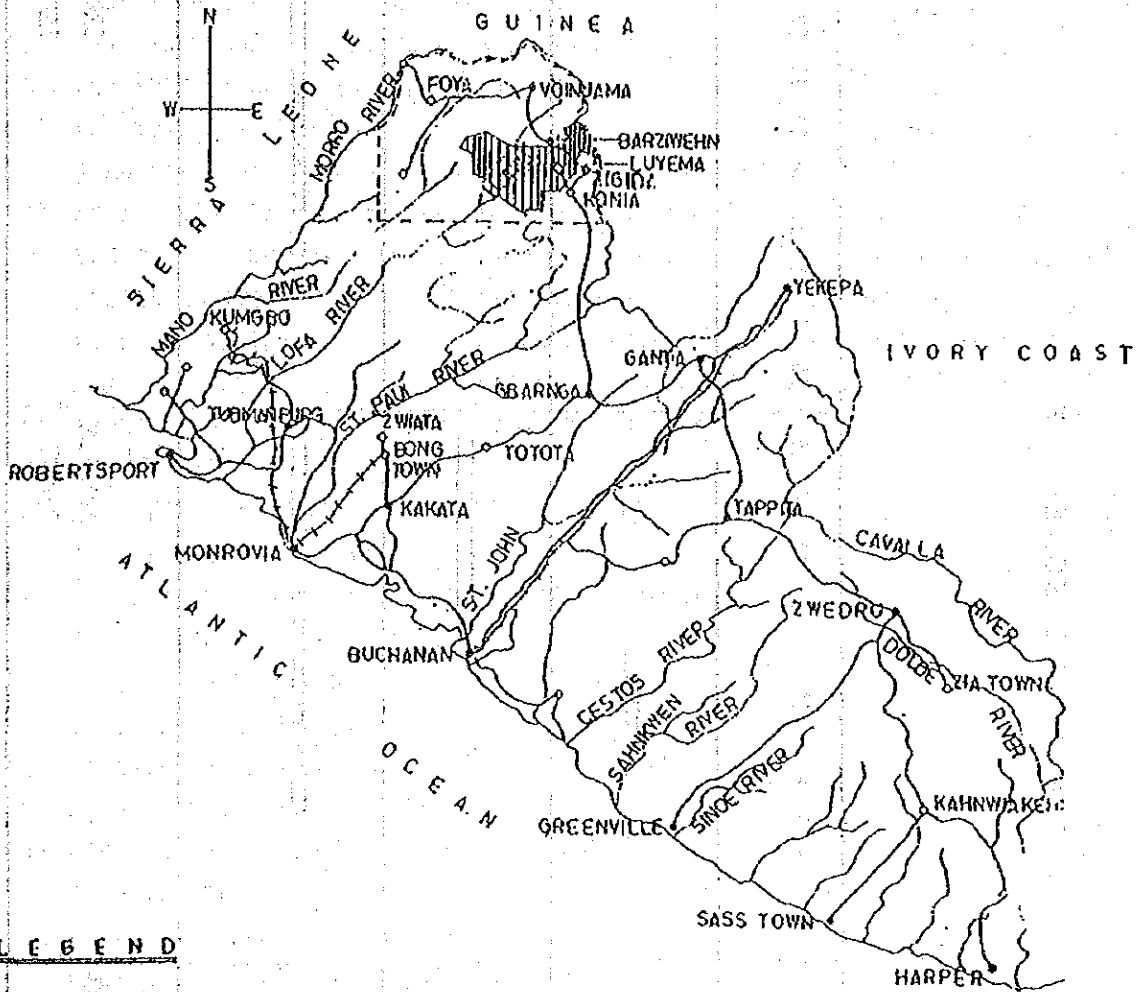 N
GUINEA
SIERRA LEONE
W E
S
FOYA
VOINJAMA
MORRO RIVER
BARZIWEHN
LUYEMA
KONIA
YEKEPA
MANO RIVER
KUMGBO
LOFA RIVER
IVORY COAST
GANTA
GBARNGA
ST. PAUL RIVER
TUBMANBURG
ZWIATA
BONG
TOWN
TOTOTA
ROBERTSPORT
KAKATA
TAPPITA
MONROVIA
CAVALLA
RIVER
ATLANTIC
OCEAN
ST. JOHN
ZWEDRO
BUCHANAN
CESTOS RIVER
DOLBE
RIVER
ZIA TOWN
SAHNKWEN
RIVER
SINOE RIVER
GREENVILLE
SASS TOWN
HARPER
LEGEND